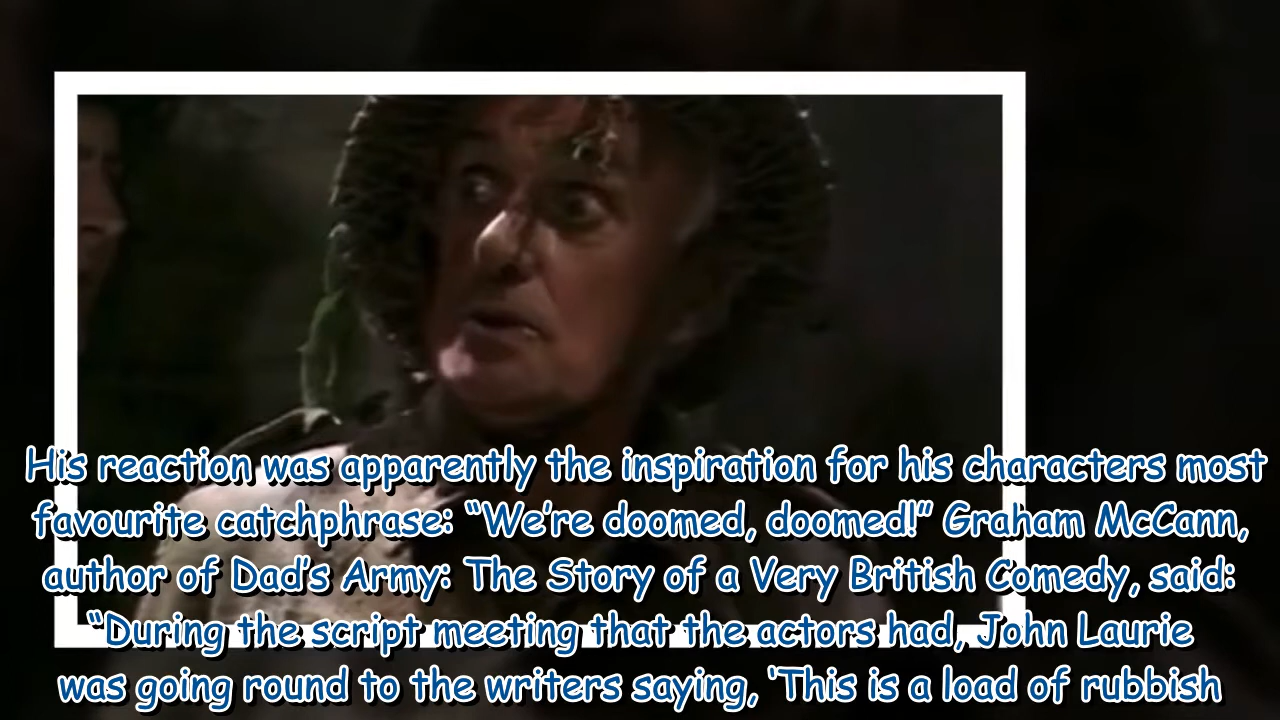 His reaction was apparently the inspiration for his characters most
favourite catchphrase: “We’re doomed, doomed!” Graham McCann,
author of Dad’s Army: The Story of a Very British Comedy, said:
“During the script meeting that the actors had, John Laurie
was going round to the writers saying, ‘This is a load of rubbish